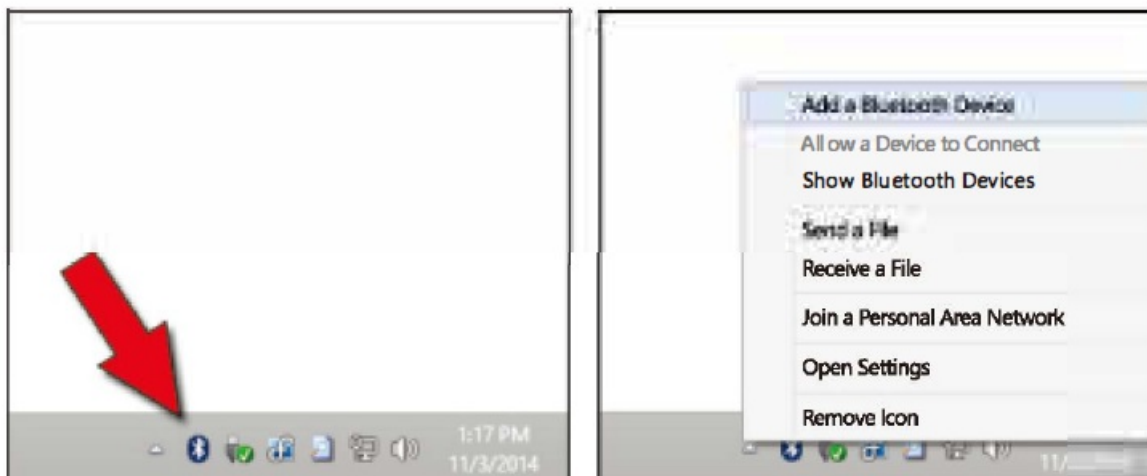 1:17 PM
11/3/2014
Add a Bluetooth Device
Allow a Device to Connect
Show Bluetooth Devices
Send a File
Receive a File
Join a Personal Area Network
Open Settings
Remove Icon
11/